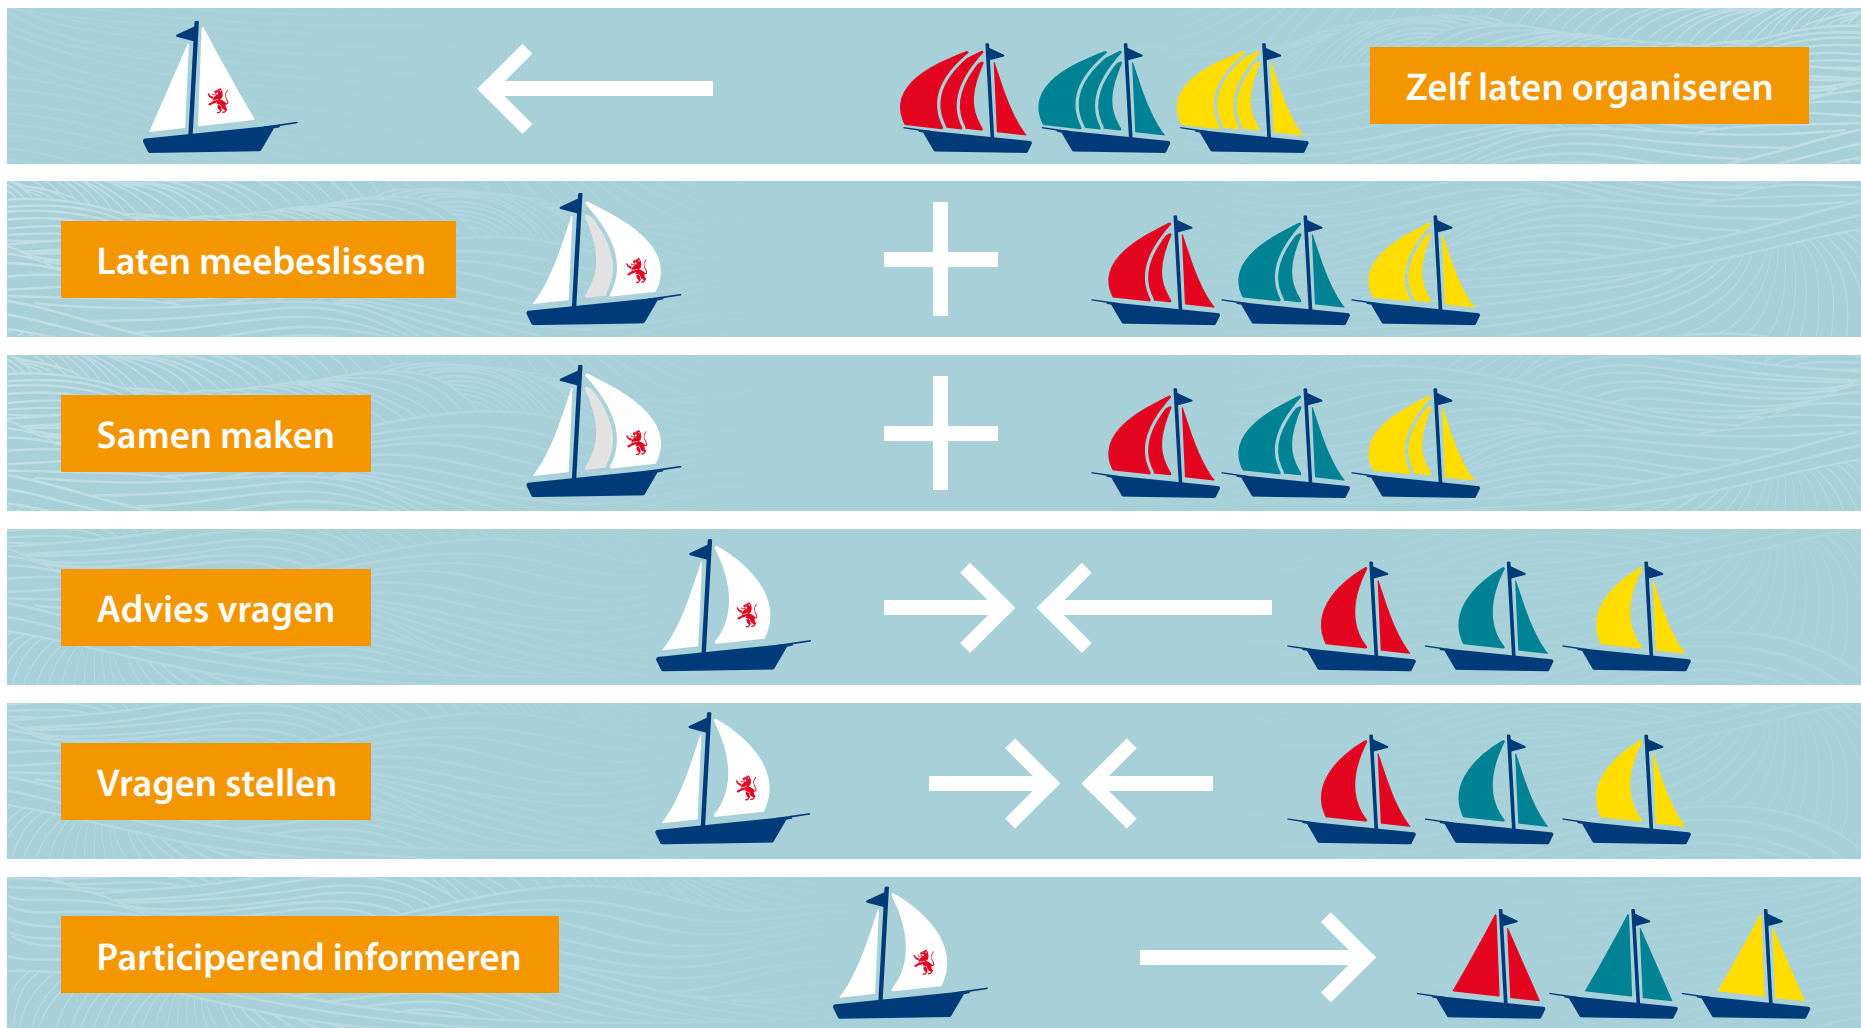 Zelf laten organiseren
Laten meebeslissen
Samen maken
Advies vragen
Vragen stellen
Participerend informeren